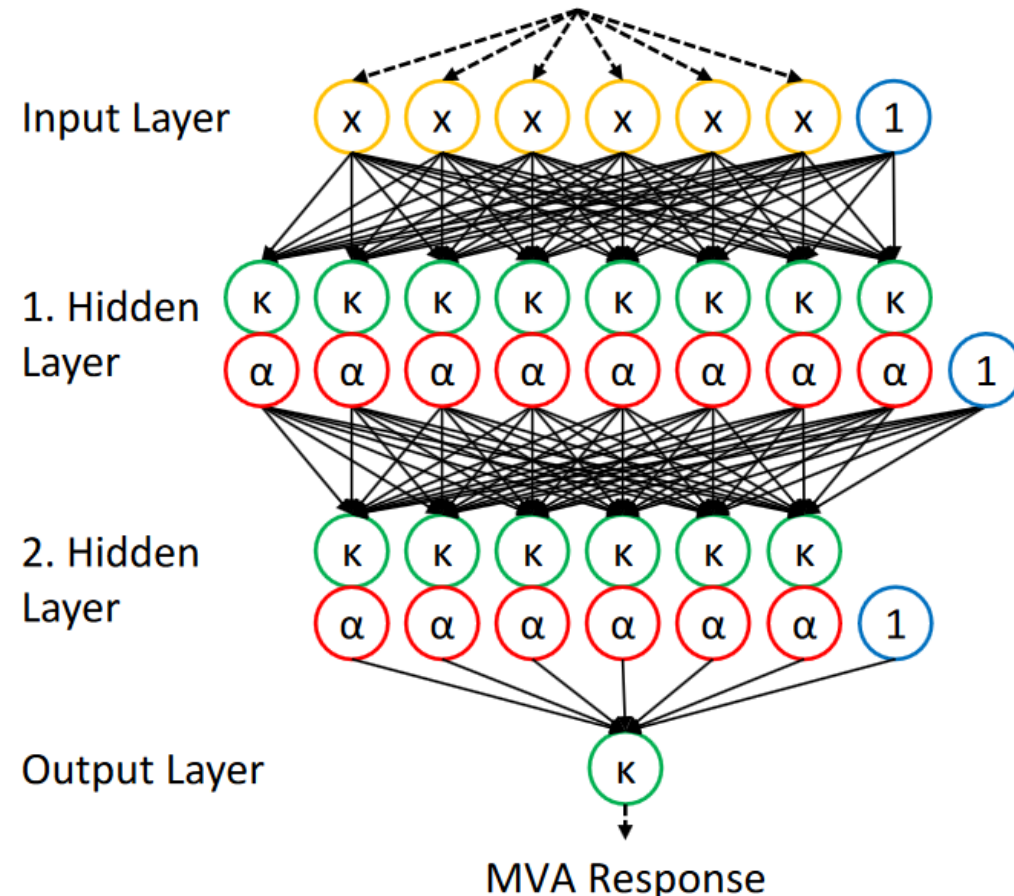 Input Layer x x x x x x 1
1. Hidden Layer
κ κ κ κ κ κ κ κ
α α α α α α α α 1
2. Hidden Layer
κ κ κ κ κ κ
α α α α α α 1
Output Layer κ
MVA Response